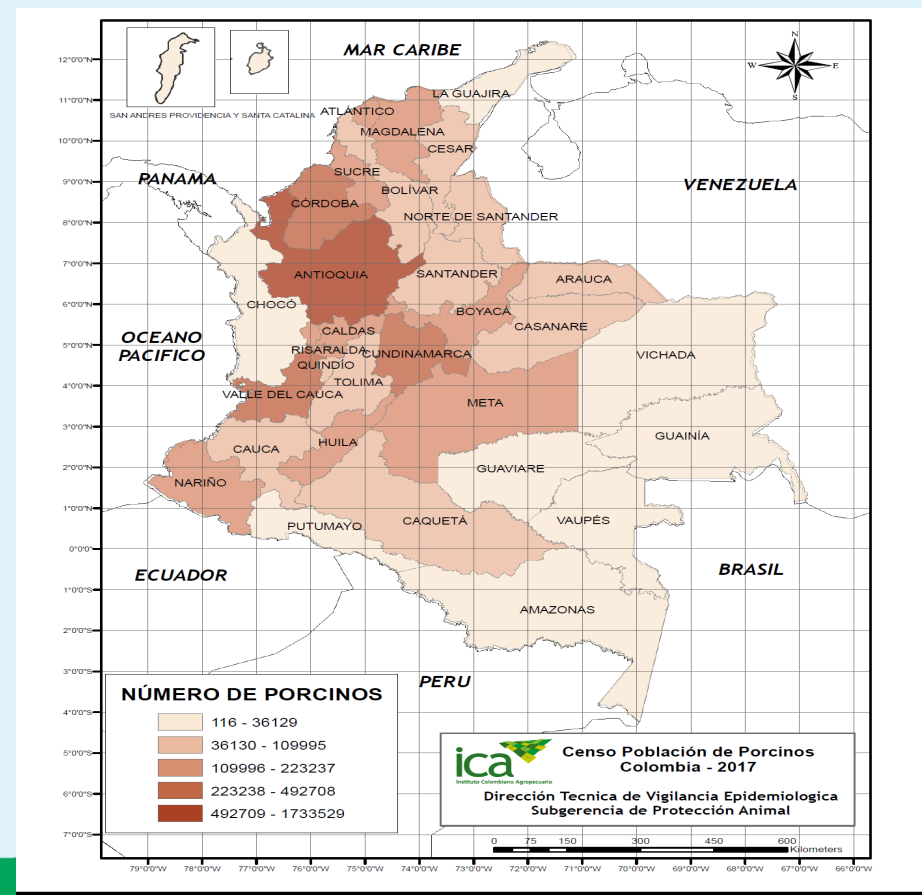 MAR CARIBE
N
W E
S
12°0'0"N
11°0'0"N
10°0'0"N
9°0'0"N
8°0'0"N
7°0'0"N
6°0'0"N
5°0'0"N
4°0'0"N
3°0'0"N
2°0'0"N
1°0'0"N
0°0'0"
1°0'0"S
2°0'0"S
3°0'0"S
4°0'0"S
5°0'0"S
6°0'0"S
7°0'0"S
SAN ANDRES PROVIDENCIA Y SANTA CATALINA
LA GUAJIRA
ATLÁNTICO
MAGDALENA
CESAR
SUCRE
PANAMA
VENEZUELA
BOLÍVAR
CÓRDOBA
NORTE DE SANTANDER
ANTIOQUIA
SANTANDER
ARAUCA
CHOCÓ
BOYACÁ
CASANARE
OCEANO
PACIFICO
CALDAS
RISARALDA
CUNDINAMARCA
QUINDÍO
VICHADA
TOLIMA
VALLE DEL CAUCA
META
GUAINÍA
CAUCA
HUILA
GUAVIARE
NARIÑO
PUTUMAYO
CAQUETÁ
VAUPÉS
ECUADOR
BRASIL
AMAZONAS
PERU
NÚMERO DE PORCINOS
116 - 36129
36130 - 109995
109996 - 223237
223238 - 492708
492709 - 1733529
ica
Instituto Colombiano Agropecuario
Censo Población de Porcinos
Colombia - 2017
Dirección Tecnica de Vigilancia Epidemiologica
Subgerencia de Protección Animal
0 75 150 300 450 600
Kilometers
79°0'0"W 78°0'0"W 77°0'0"W 76°0'0"W 75°0'0"W 74°0'0"W 73°0'0"W 72°0'0"W 71°0'0"W 70°0'0"W 69°0'0"W 68°0'0"W 67°0'0"W 66°0'0"W